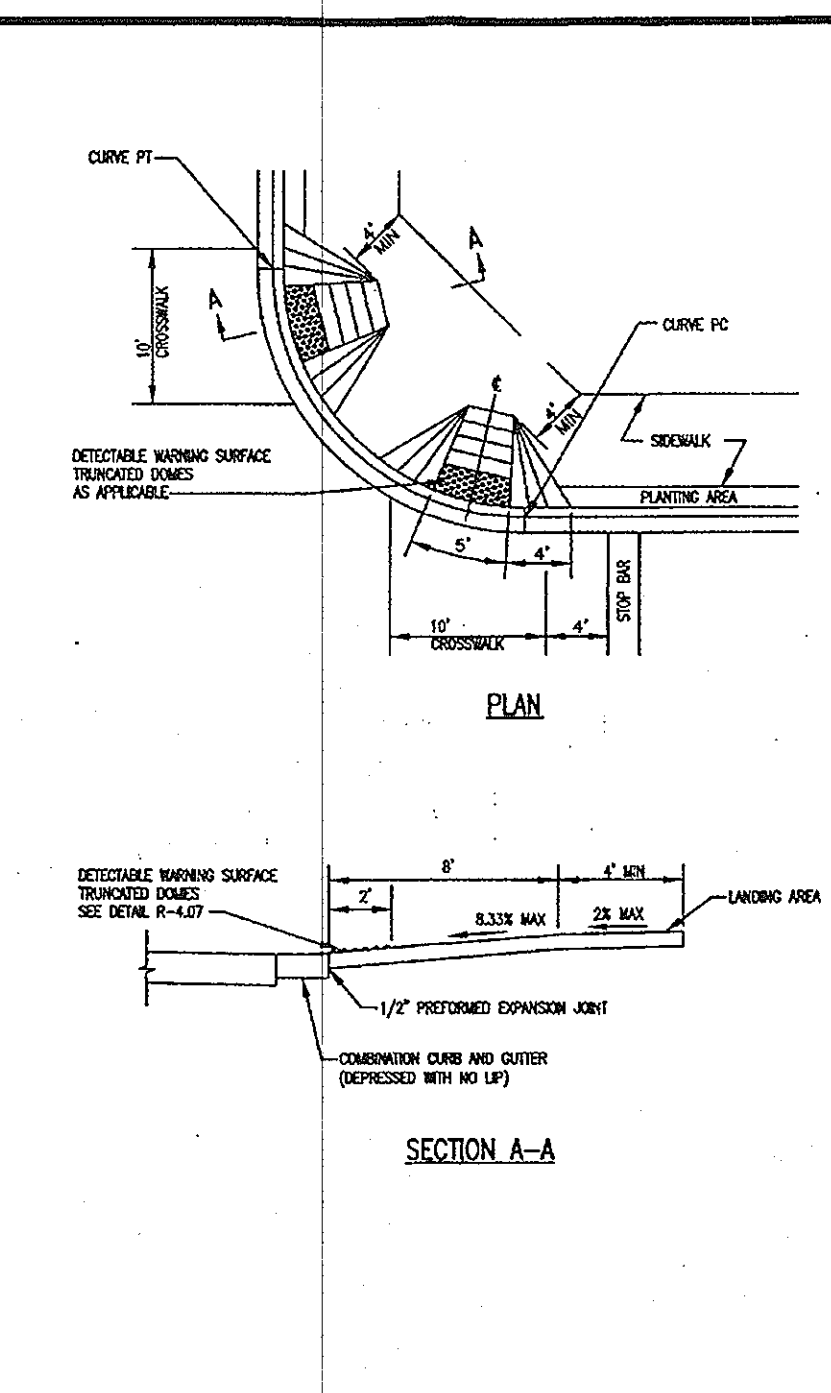 CURVE PT
4'
MIN
A
A
10'
CROSSWALK
CURVE PC
℄
4'
MIN
SIDEWALK
DETECTABLE WARNING SURFACE
TRUNCATED DOMES
AS APPLICABLE
PLANTING AREA
5'
4'
STOP BAR
10'
CROSSWALK
4'
PLAN
DETECTABLE WARNING SURFACE
TRUNCATED DOMES
SEE DETAIL R-4.07
8'
4' MIN
2'
LANDING AREA
8.33% MAX
2% MAX
1/2" PREFORMED EXPANSION JOINT
COMBINATION CURB AND GUTTER
(DEPRESSED WITH NO LIP)
SECTION A-A